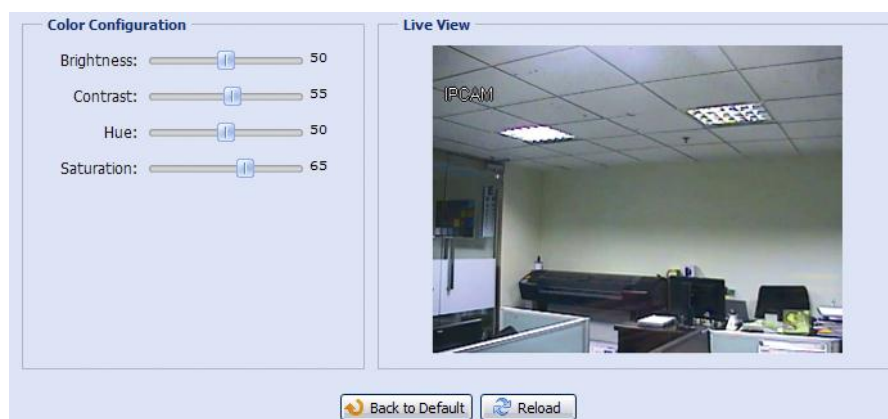 Color Configuration
Brightness: 50
Contrast: 55
Hue: 50
Saturation: 65
Live View
IPCAM
Back to Default
Reload